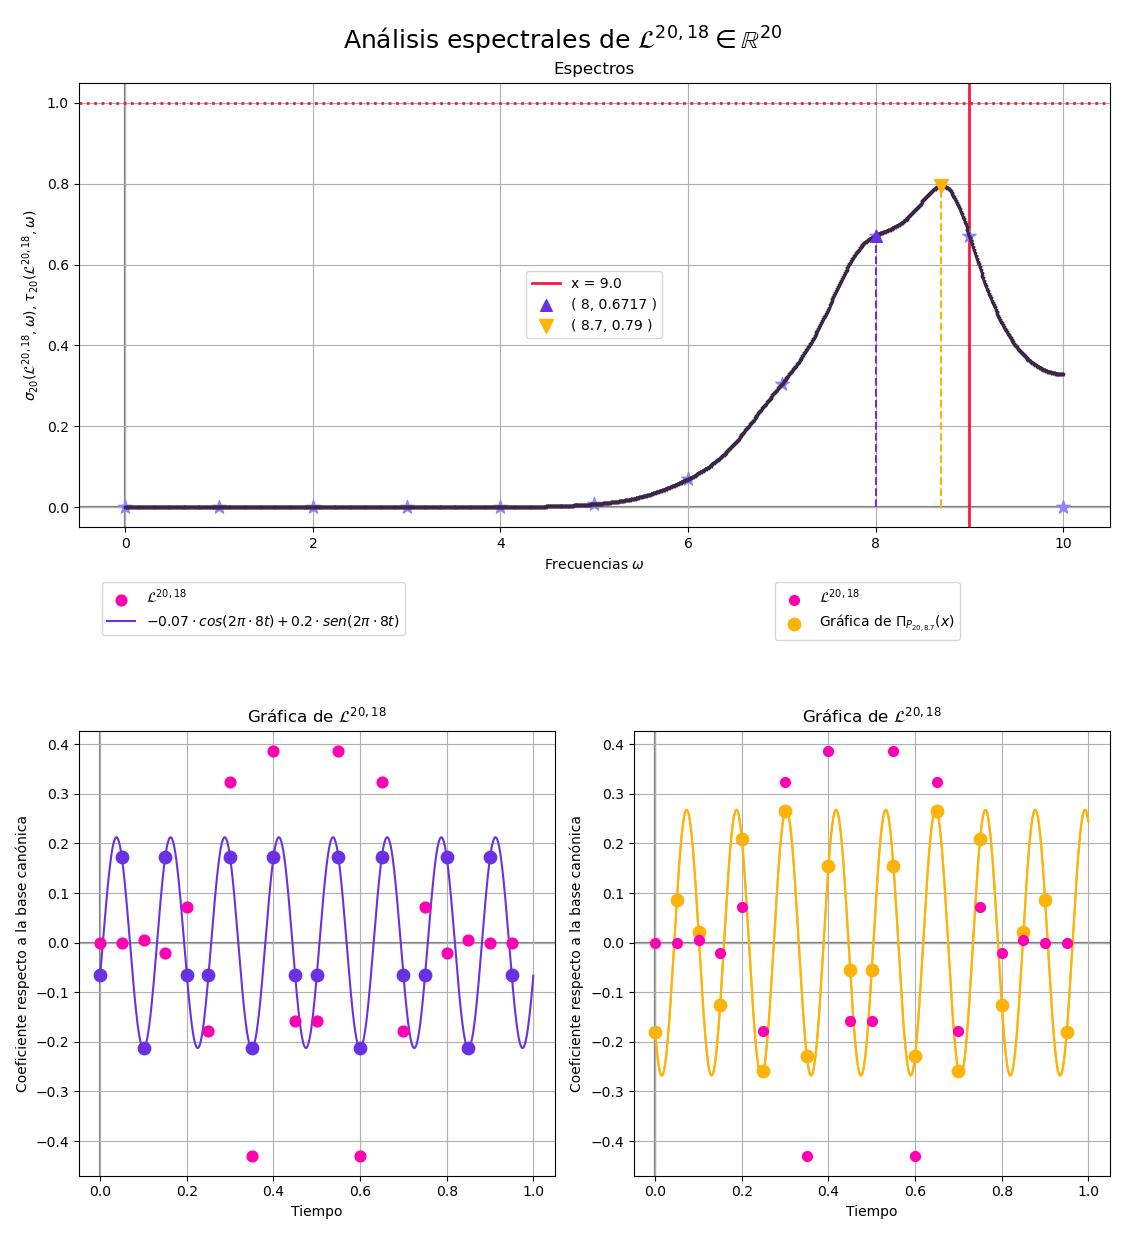 Análisis espectrales de $\mathcal{L}^{20,18} \in \mathbb{R}^{20}$
Espectros
1.0
0.8
0.6
0.4
0.2
0.0
$\sigma_{20}(\mathcal{L}^{20,18}, \omega), \tau_{20}(\mathcal{L}^{20,18}, \omega)$
x = 9.0
( 8, 0.6717 )
( 8.7, 0.79 )
0 2 4 6 8 10
Frecuencias ω
$\mathcal{L}^{20,18}$
$-0.07 \cdot cos(2\pi \cdot 8t) + 0.2 \cdot sen(2\pi \cdot 8t)$
$\mathcal{L}^{20,18}$
Gráfica de $\Pi_{P_{20,8.7}}(x)$
Gráfica de $\mathcal{L}^{20,18}$
0.4
0.3
0.2
0.1
0.0
−0.1
−0.2
−0.3
−0.4
Coeficiente respecto a la base canónica
0.0 0.2 0.4 0.6 0.8 1.0
Tiempo
Gráfica de $\mathcal{L}^{20,18}$
0.4
0.3
0.2
0.1
0.0
−0.1
−0.2
−0.3
−0.4
Coeficiente respecto a la base canónica
0.0 0.2 0.4 0.6 0.8 1.0
Tiempo